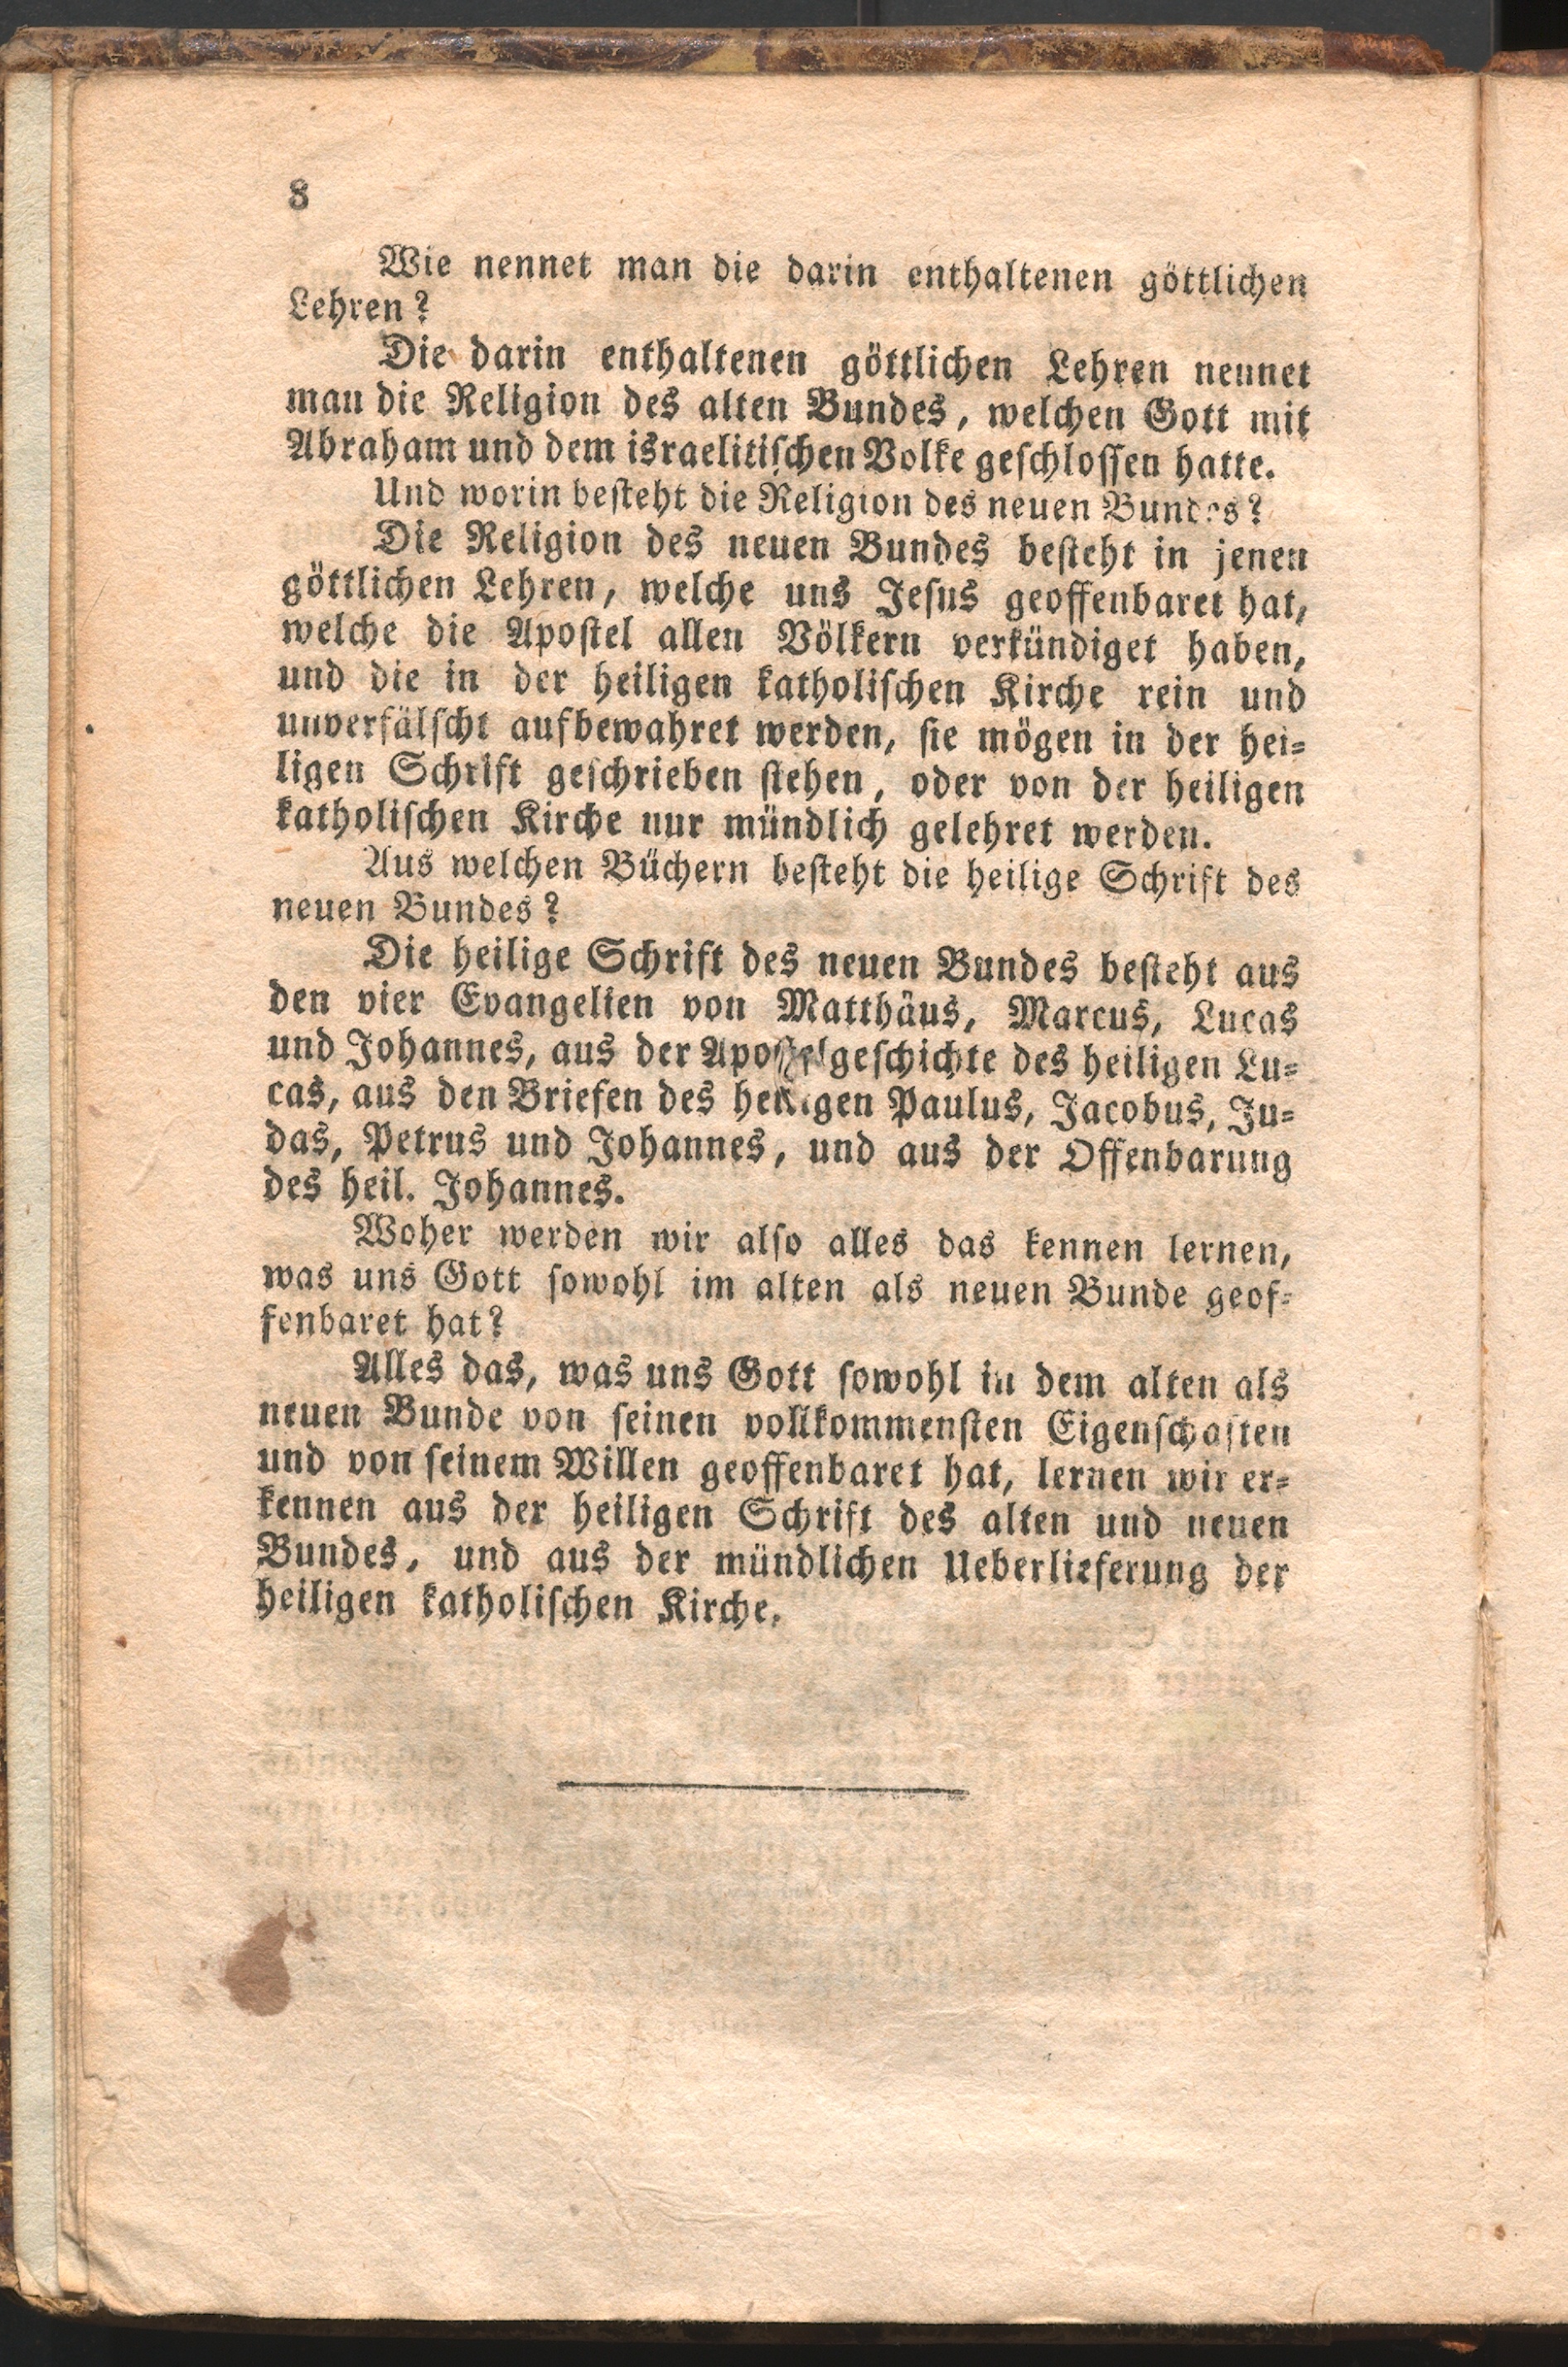 8
Wie nennet man die darin enthaltenen göttlichen
Lehren?
Die darin enthaltenen göttlichen Lehren nennet
man die Religion des alten Bundes, welchen Gott mit
Abraham und dem israelitischen Volke geschlossen hatte.
Und worin besteht die Religion des neuen Bundes?
Die Religion des neuen Bundes besteht in jenen
göttlichen Lehren, welche uns Jesus geoffenbaret hat,
welche die Apostel allen Völkern verkündiget haben,
und die in der heiligen katholischen Kirche rein und
unverfälscht aufbewahret werden, sie mögen in der hei-
ligen Schrift geschrieben stehen, oder von der heiligen
katholischen Kirche nur mündlich gelehret werden.
Aus welchen Büchern besteht die heilige Schrift des
neuen Bundes?
Die heilige Schrift des neuen Bundes besteht aus
den vier Evangelien von Matthäus, Marcus, Lucas
und Johannes, aus der Apostelgeschichte des heiligen Lu-
cas, aus den Briefen des heiligen Paulus, Jacobus, Ju-
das, Petrus und Johannes, und aus der Offenbarung
des heil. Johannes.
Woher werden wir also alles das kennen lernen,
was uns Gott sowohl im alten als neuen Bunde geof-
fenbaret hat?
Alles das, was uns Gott sowohl in dem alten als
neuen Bunde von seinen vollkommensten Eigenschaften
und von seinem Willen geoffenbaret hat, lernen wir er-
kennen aus der heiligen Schrift des alten und neuen
Bundes, und aus der mündlichen Ueberlieferung der
heiligen katholischen Kirche.